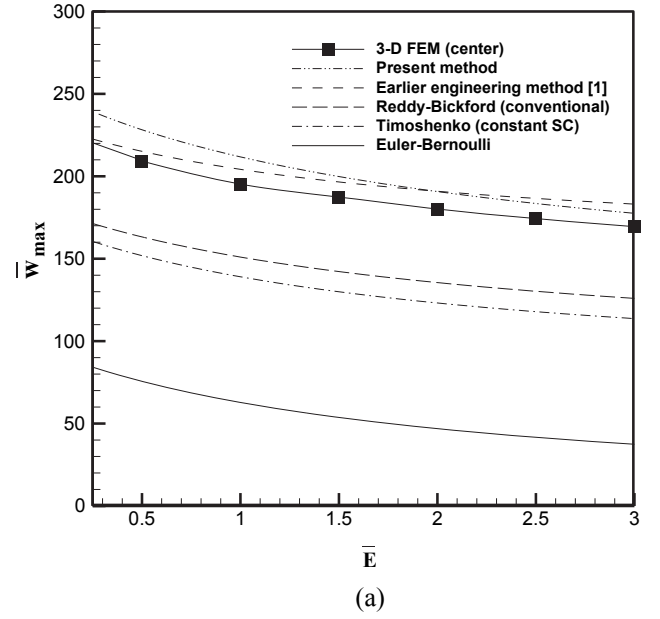 300
250
200
150
100
50
0
W̄max
3-D FEM (center)
Present method
Earlier engineering method [1]
Reddy-Bickford (conventional)
Timoshenko (constant SC)
Euler-Bernoulli
0.5 1 1.5 2 2.5 3
Ē
(a)